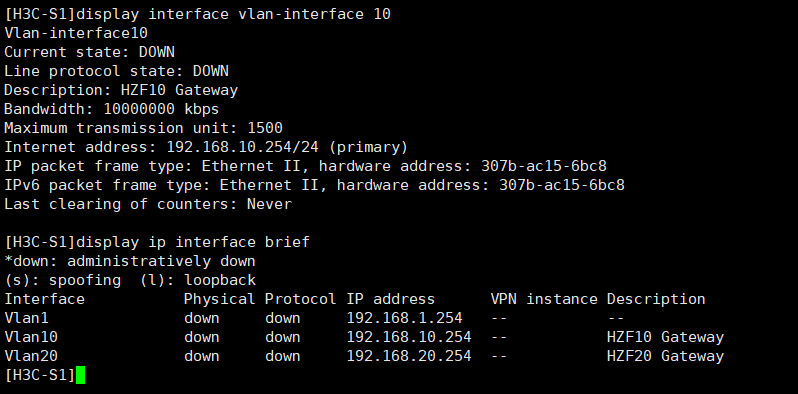 [H3C-S1]display interface vlan-interface 10
Vlan-interface10
Current state: DOWN
Line protocol state: DOWN
Description: HZF10 Gateway
Bandwidth: 10000000 kbps
Maximum transmission unit: 1500
Internet address: 192.168.10.254/24 (primary)
IP packet frame type: Ethernet II, hardware address: 307b-ac15-6bc8
IPv6 packet frame type: Ethernet II, hardware address: 307b-ac15-6bc8
Last clearing of counters: Never
[H3C-S1]display ip interface brief
*down: administratively down
(s): spoofing  (l): loopback
Interface           Physical Protocol IP address      VPN instance Description
Vlan1               down     down     192.168.1.254   --           --
Vlan10              down     down     192.168.10.254  --           HZF10 Gateway
Vlan20              down     down     192.168.20.254  --           HZF20 Gateway
[H3C-S1]